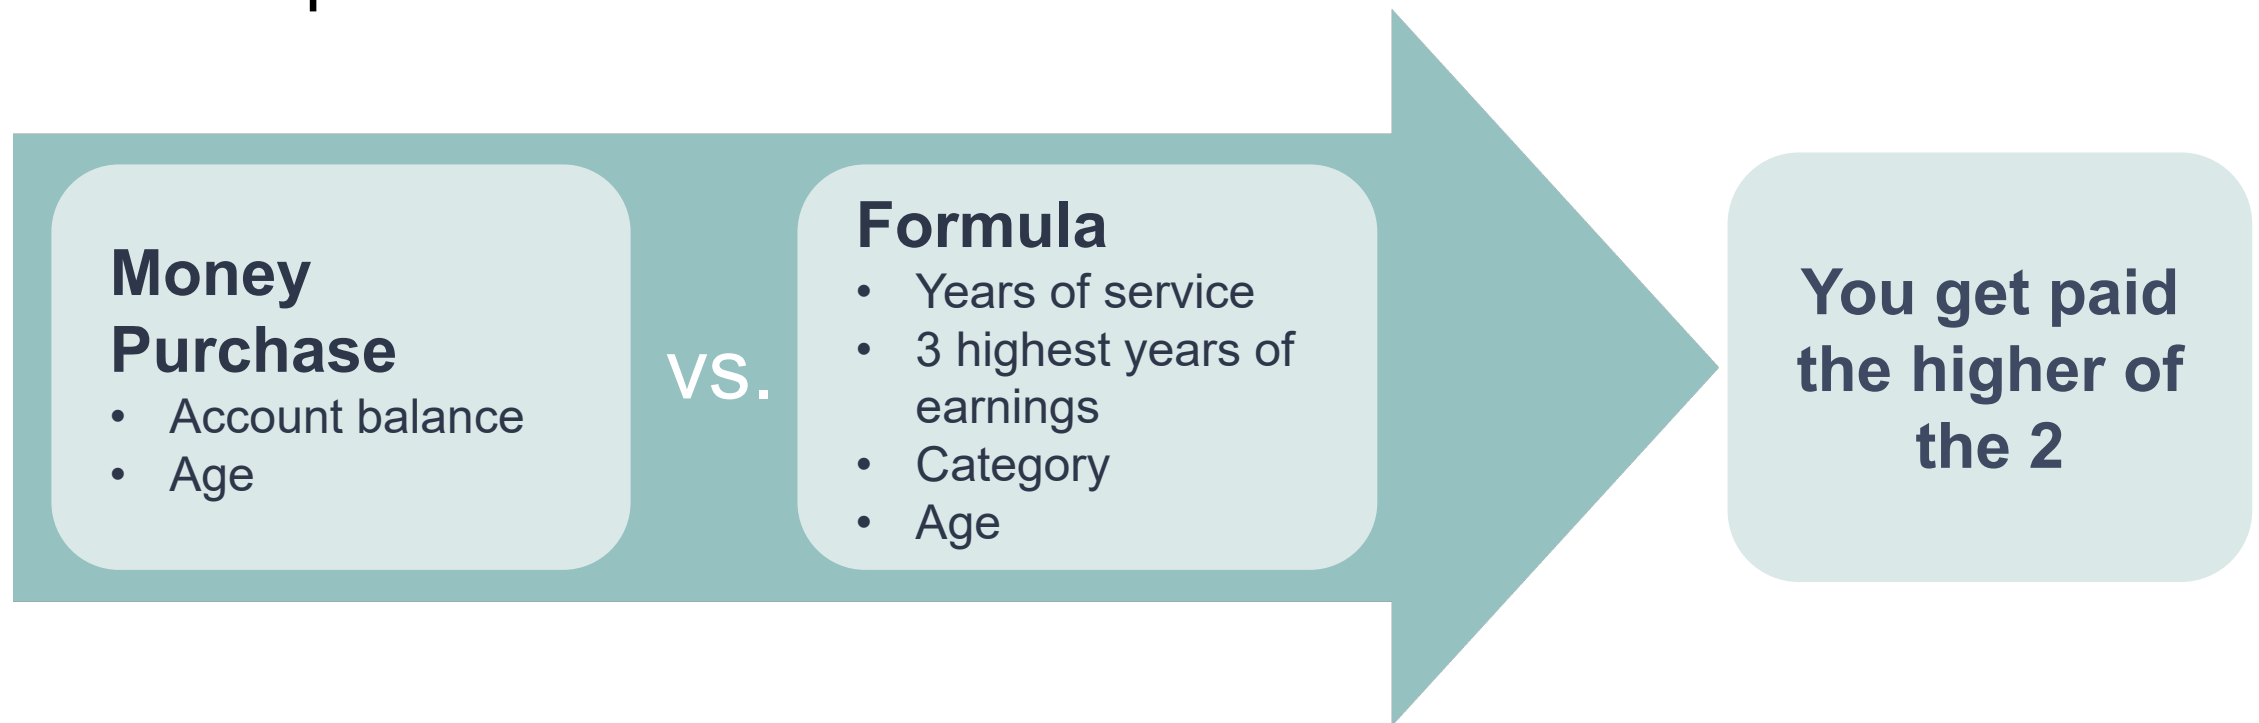 Money
Purchase
• Account balance
• Age
vs.
Formula
• Years of service
• 3 highest years of
earnings
• Category
• Age
You get paid
the higher of
the 2